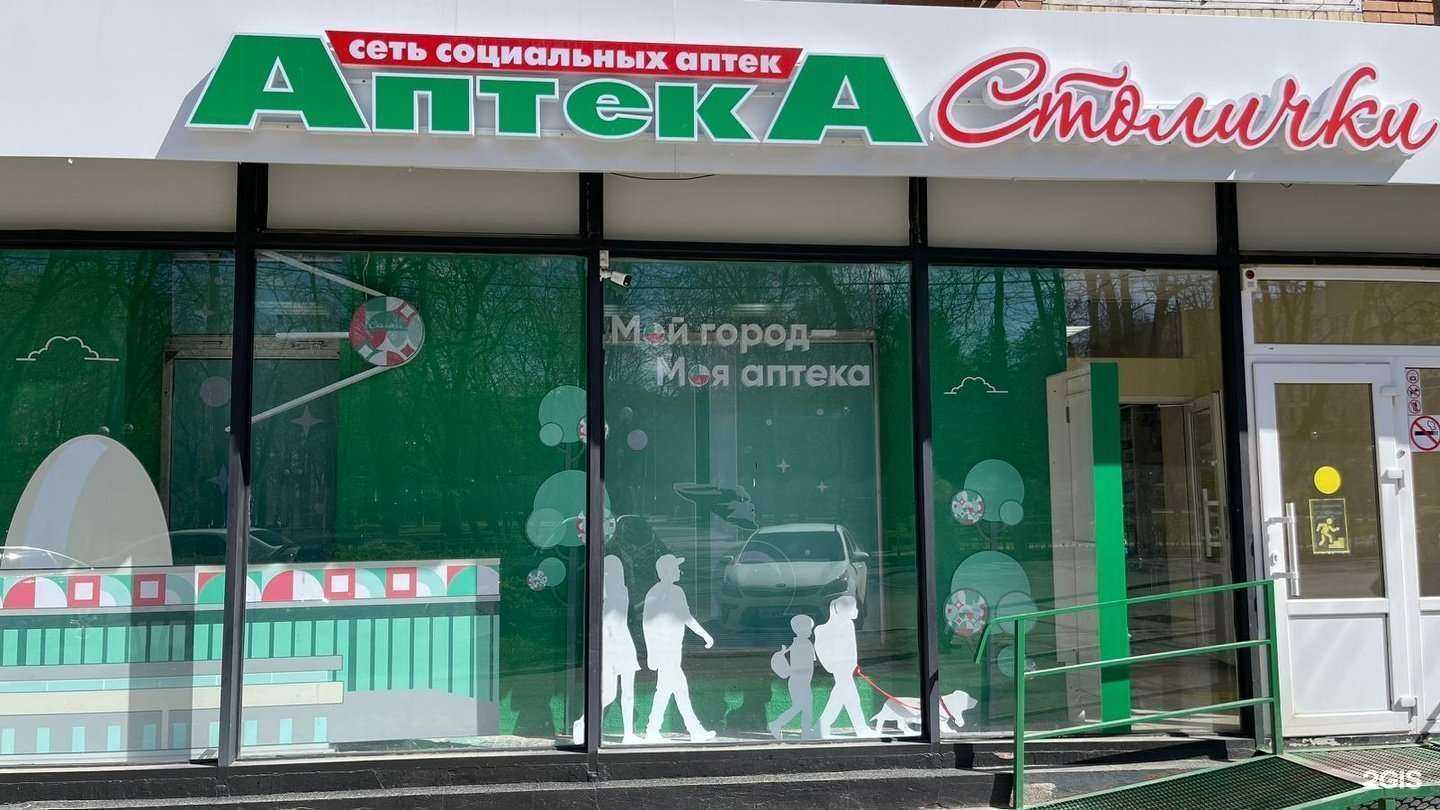 сеть социальных аптек
Аптека Столички
Мой город–
Моя аптека
2GIS